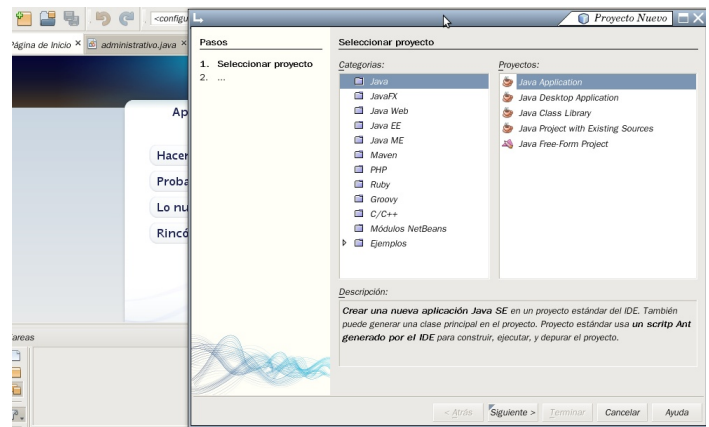 <configu
Proyecto Nuevo
Página de Inicio
administrativo.java
Ap
Hacer
Proba
Lo nu
Rincó
areas
Pasos
1. Seleccionar proyecto
2. ...
Seleccionar proyecto
Categorías:
Java
JavaFX
Java Web
Java EE
Java ME
Maven
PHP
Ruby
Groovy
C/C++
Módulos NetBeans
Ejemplos
Proyectos:
Java Application
Java Desktop Application
Java Class Library
Java Project with Existing Sources
Java Free-Form Project
Descripción:
Crear una nueva aplicación Java SE en un proyecto estándar del IDE. También
puede generar una clase principal en el proyecto. Proyecto estándar usa un scritp Ant
generado por el IDE para construir, ejecutar, y depurar el proyecto.
< Atrás
Siguiente >
Terminar
Cancelar
Ayuda